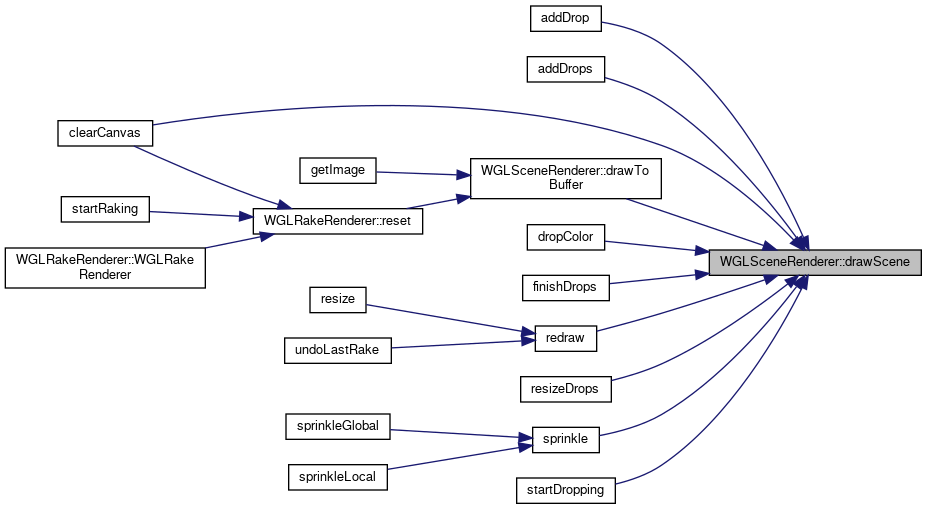 addDrop
addDrops
clearCanvas
getImage
WGLSceneRenderer::drawTo
Buffer
startRaking
WGLRakeRenderer::reset
dropColor
WGLRakeRenderer::WGLRake
Renderer
WGLSceneRenderer::drawScene
finishDrops
resize
redraw
undoLastRake
resizeDrops
sprinkleGlobal
sprinkle
sprinkleLocal
startDropping